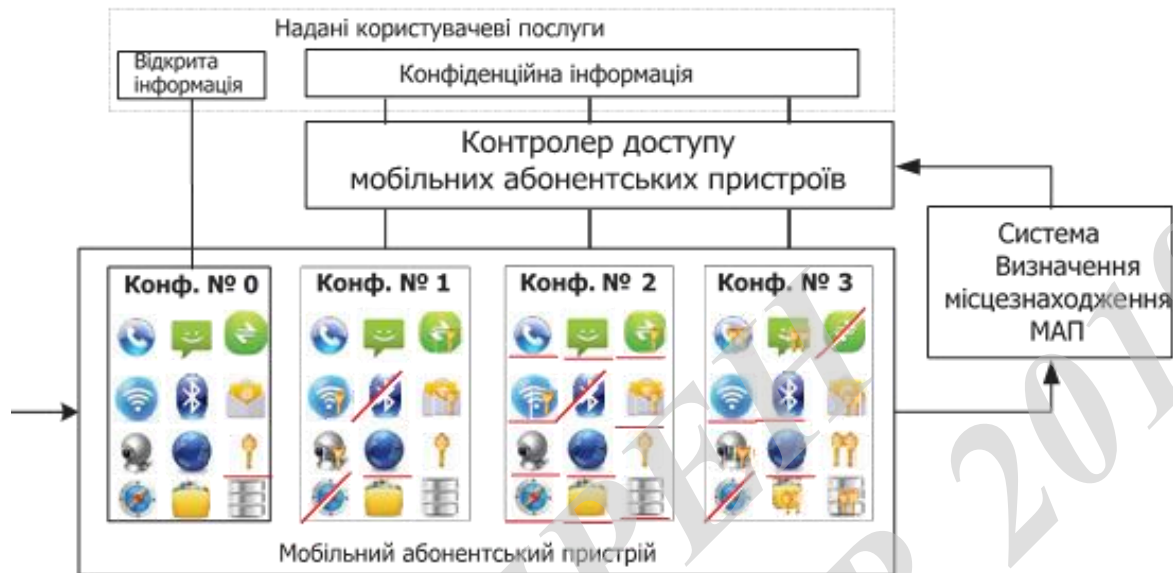 Надані користувачеві послуги
Відкрита
інформація
Конфіденційна інформація
Контролер доступу
мобільних абонентських пристроїв
Система
Визначення
місцезнаходження
МАП
Конф. № 0
Конф. № 1
Конф. № 2
Конф. № 3
Мобільний абонентський пристрій